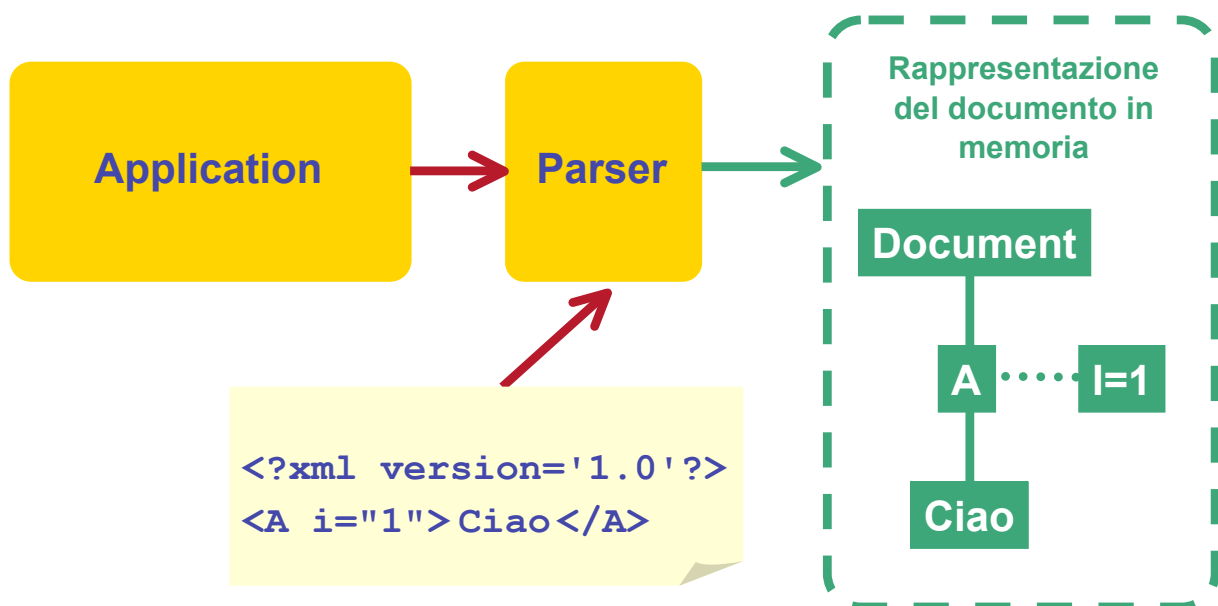 Application
Parser
Rappresentazione
del documento in
memoria
Document
A
I=1
Ciao
<?xml version='1.0'?>
<A i="1">Ciao</A>